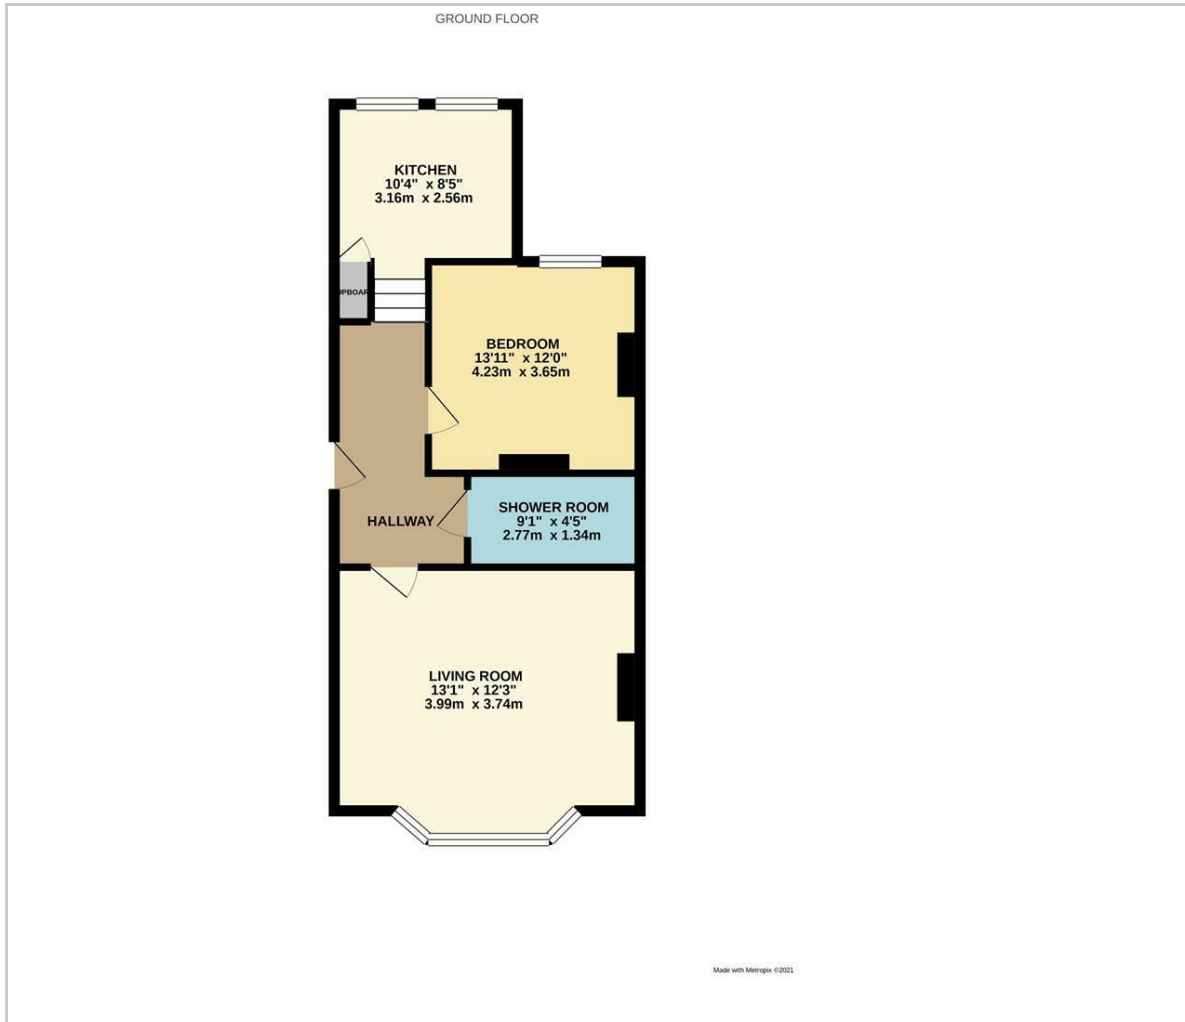 GROUND FLOOR
KITCHEN
10'4" x 8'5"
3.16m x 2.56m
UPBOAR
BEDROOM
13'11" x 12'0"
4.23m x 3.65m
SHOWER ROOM
9'1" x 4'5"
2.77m x 1.34m
HALLWAY
LIVING ROOM
13'1" x 12'3"
3.99m x 3.74m
Made with Metropix ©2021